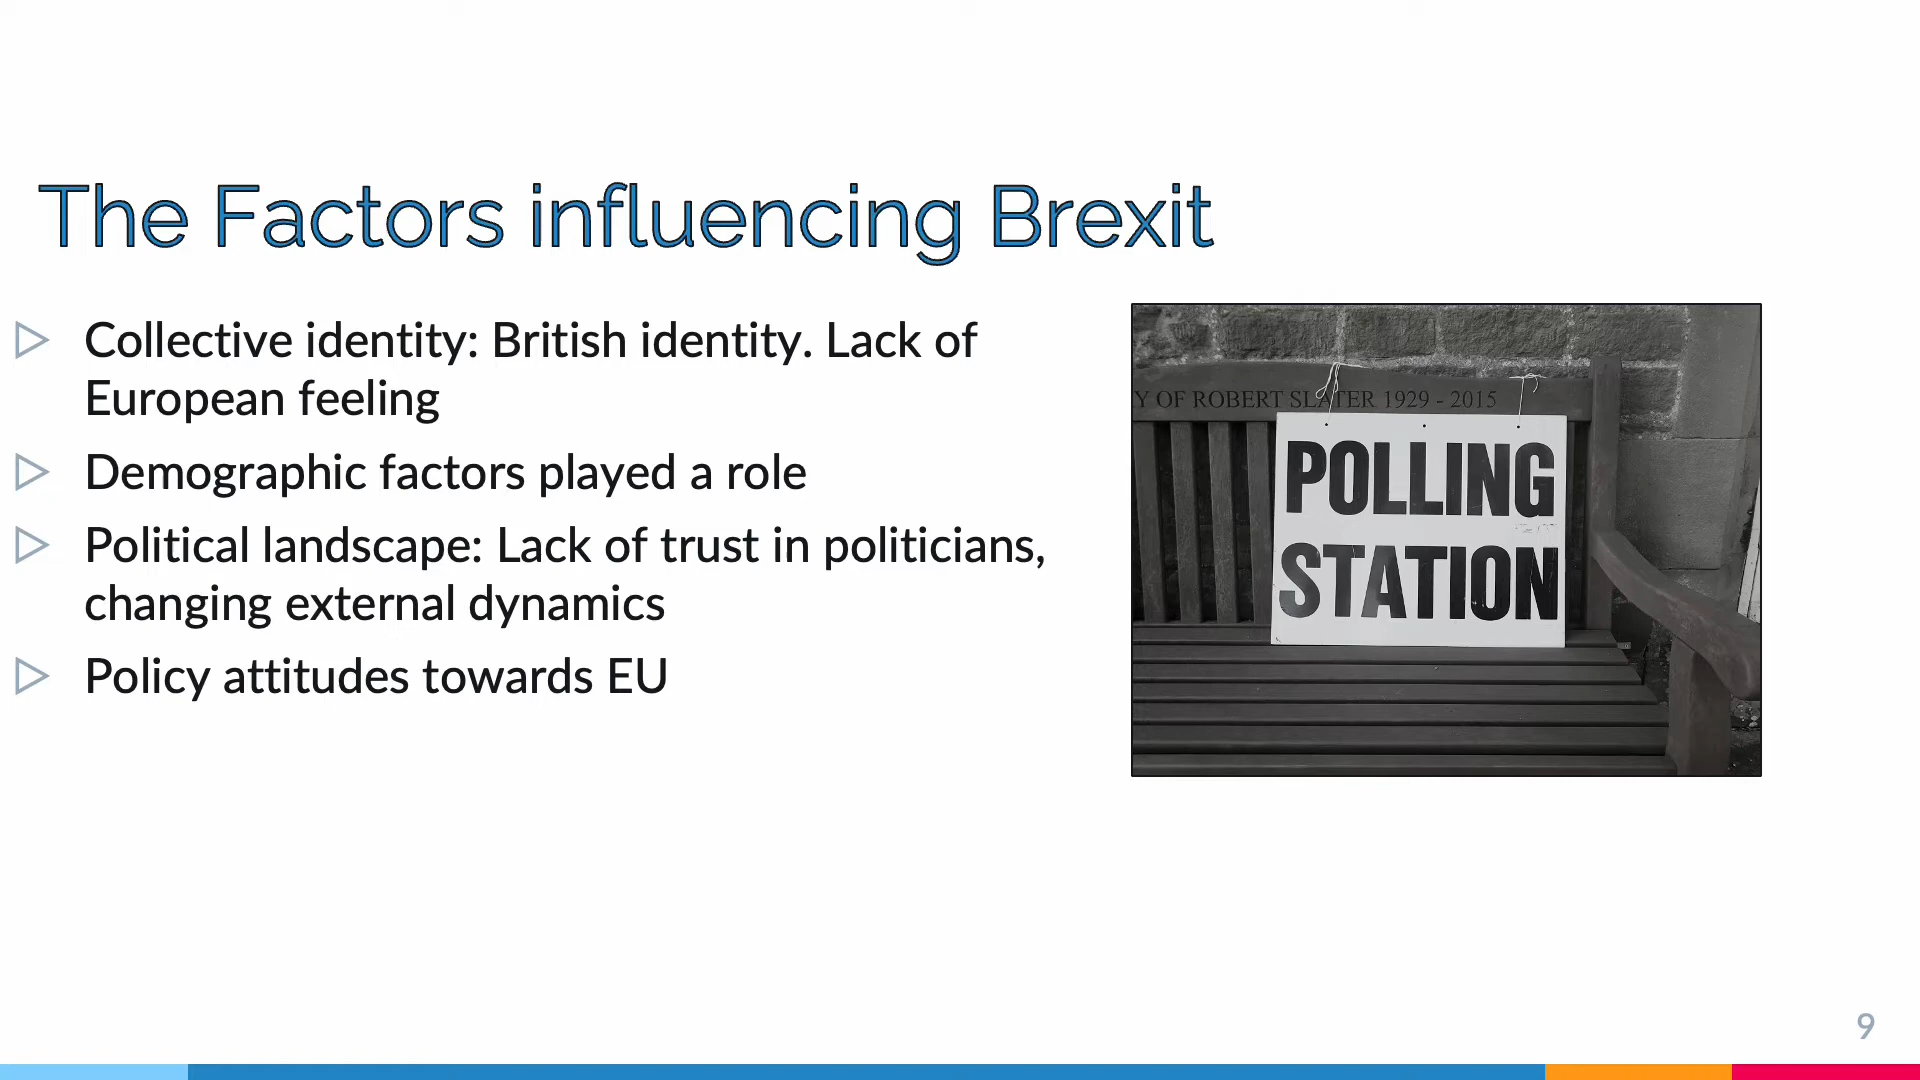 The Factors influencing Brexit
Collective identity: British identity. Lack of
European feeling
Demographic factors played a role
Political landscape: Lack of trust in politicians,
changing external dynamics
Policy attitudes towards EU
Y OF ROBERT SLATER 1929 - 2015
POLLING
STATION
9